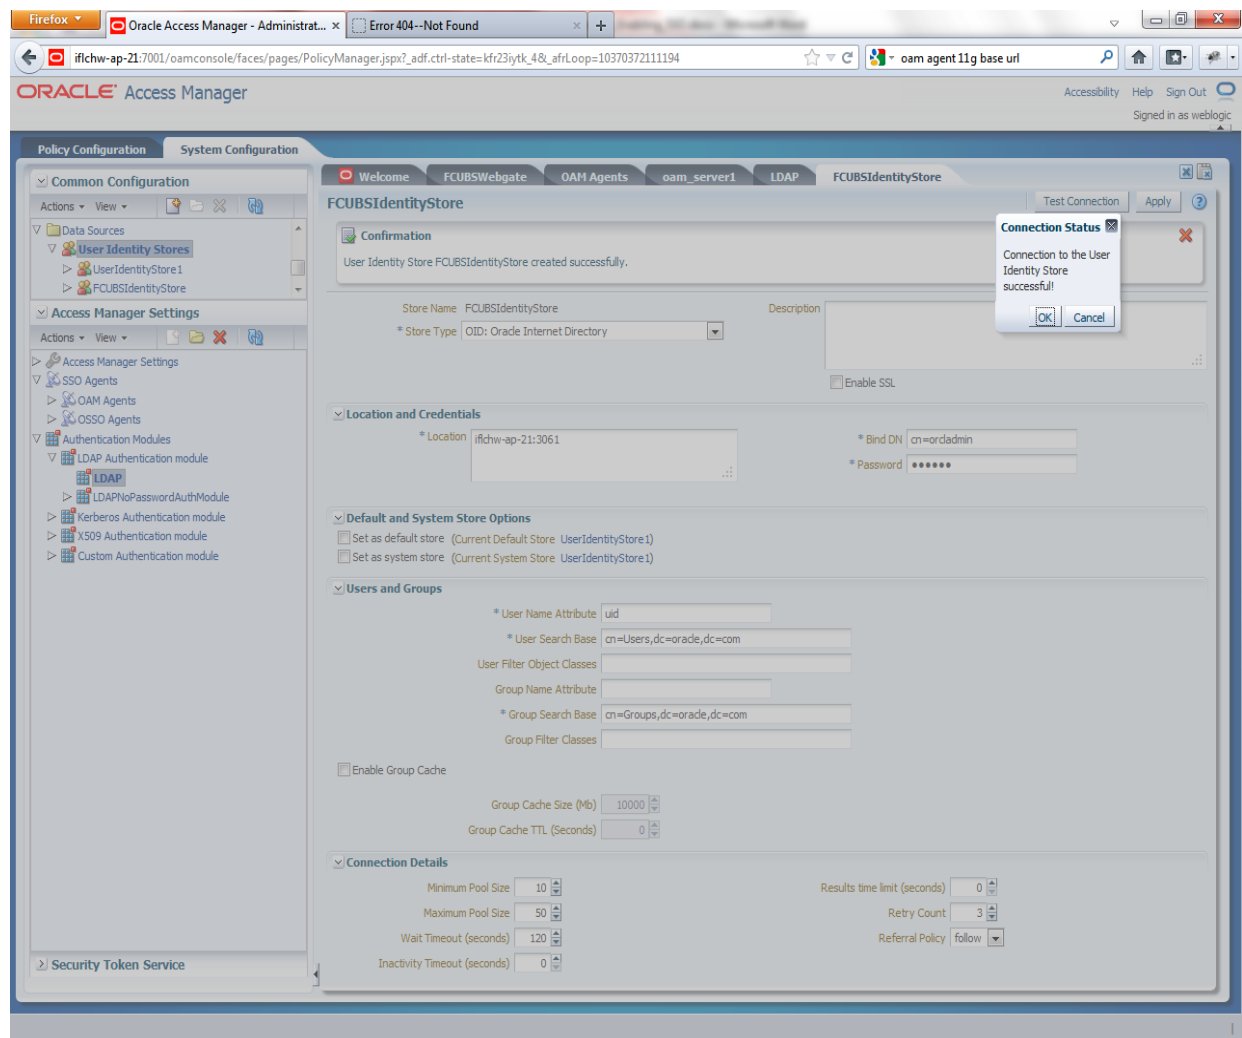 Firefox
Oracle Access Manager - Administrat... x
Error 404--Not Found ×
+
iflchw-ap-21:7001/oamconsole/faces/pages/PolicyManager.jspx?_adf.ctrl-state=kfr23iytk_4&_afrLoop=10370372111194
oam agent 11g base url
ORACLE Access Manager
Accessibility Help Sign Out
Signed in as weblogic
Policy Configuration System Configuration
Common Configuration
Actions View
Data Sources
User Identity Stores
UserIdentityStore1
FCUBSIdentityStore
Access Manager Settings
Actions View
Access Manager Settings
SSO Agents
OAM Agents
OSSO Agents
Authentication Modules
LDAP Authentication module
LDAP
LDAPNoPasswordAuthModule
Kerberos Authentication module
X509 Authentication module
Custom Authentication module
Security Token Service
Welcome FCUBSWebgate OAM Agents oam_server1 LDAP FCUBSIdentityStore
FCUBSIdentityStore
Test Connection Apply ?
Confirmation
User Identity Store FCUBSIdentityStore created successfully.
Connection Status
Connection to the User
Identity Store
successful!
OK Cancel
Store Name FCUBSIdentityStore
Description
* Store Type OID: Oracle Internet Directory
Enable SSL
Location and Credentials
* Location iflchw-ap-21:3061
* Bind DN cn=orcladmin
* Password ••••••
Default and System Store Options
Set as default store (Current Default Store UserIdentityStore1)
Set as system store (Current System Store UserIdentityStore1)
Users and Groups
* User Name Attribute uid
* User Search Base cn=Users,dc=oracle,dc=com
User Filter Object Classes
Group Name Attribute
* Group Search Base cn=Groups,dc=oracle,dc=com
Group Filter Classes
Enable Group Cache
Group Cache Size (Mb) 10000
Group Cache TTL (Seconds) 0
Connection Details
Minimum Pool Size 10
Results time limit (seconds) 0
Maximum Pool Size 50
Retry Count 3
Wait Timeout (seconds) 120
Referral Policy follow
Inactivity Timeout (seconds) 0